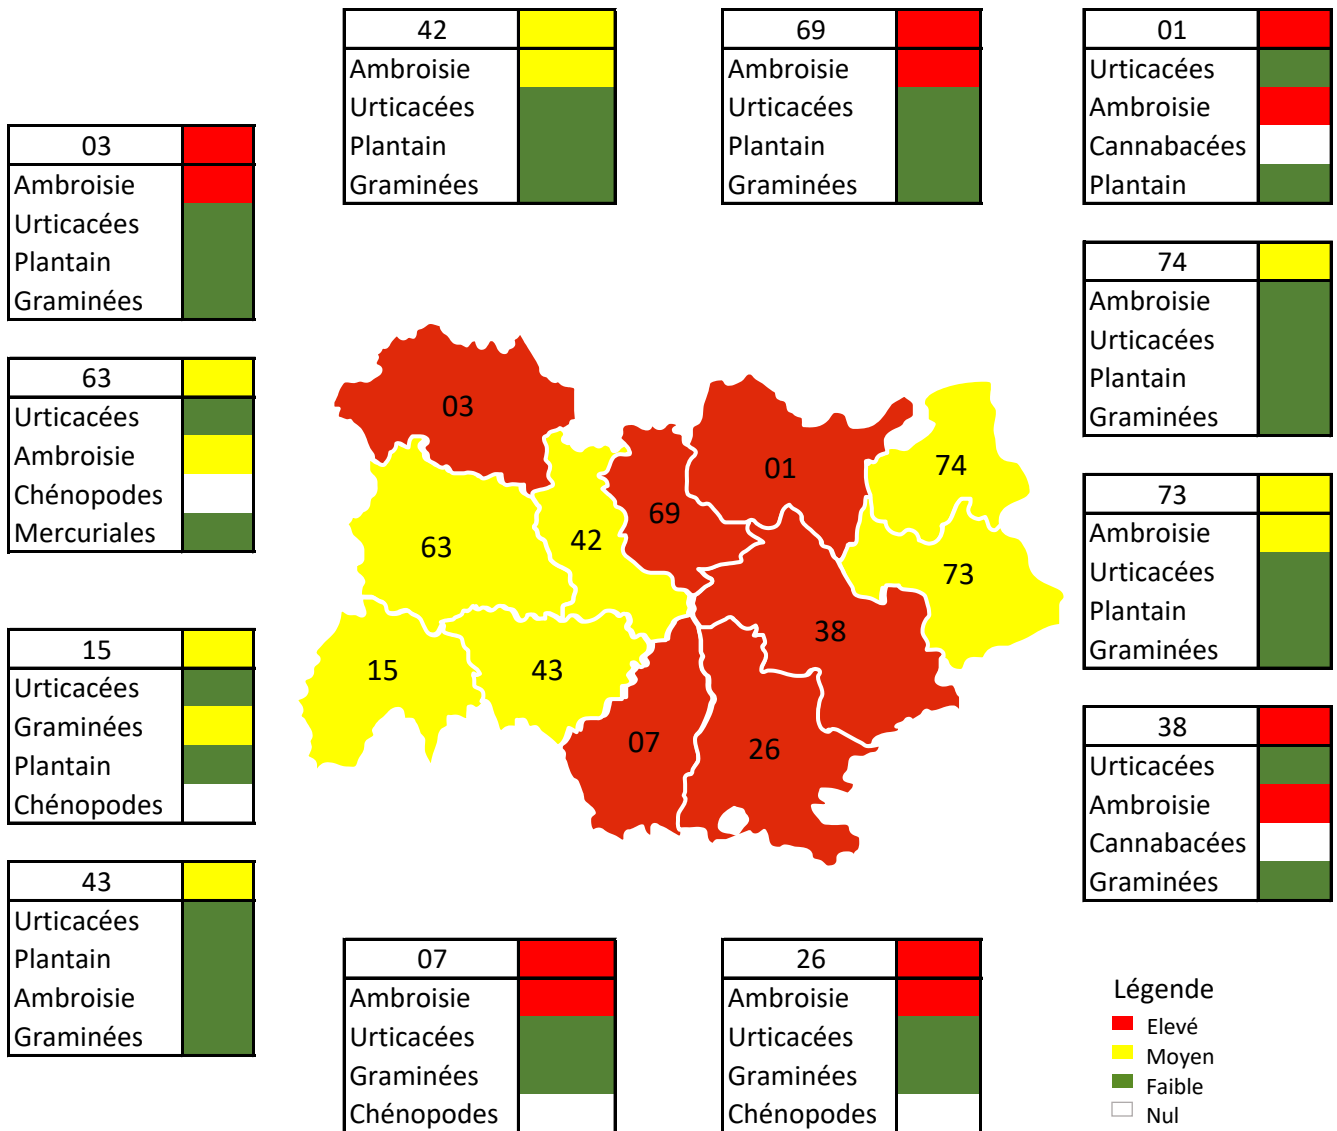 42
Ambroisie
Urticacées
Plantain
Graminées
69
Ambroisie
Urticacées
Plantain
Graminées
01
Urticacées
Ambroisie
Cannabacées
Plantain
03
Ambroisie
Urticacées
Plantain
Graminées
74
Ambroisie
Urticacées
Plantain
Graminées
63
Urticacées
Ambroisie
Chénopodes
Mercuriales
73
Ambroisie
Urticacées
Plantain
Graminées
15
Urticacées
Graminées
Plantain
Chénopodes
38
Urticacées
Ambroisie
Cannabacées
Graminées
43
Urticacées
Plantain
Ambroisie
Graminées
03
01
74
69
42
63
73
38
15
43
07
26
07
Ambroisie
Urticacées
Graminées
Chénopodes
26
Ambroisie
Urticacées
Graminées
Chénopodes
Légende
Elevé
Moyen
Faible
Nul